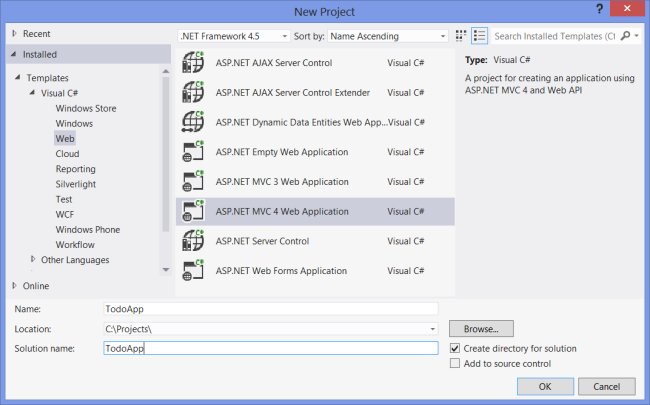 New Project
?
Recent
.NET Framework 4.5
Sort by:
Name Ascending
Search Installed Templates (Ct
Installed
Templates
Visual C#
Windows Store
Windows
Web
Cloud
Reporting
Silverlight
Test
WCF
Windows Phone
Workflow
Other Languages
Online
C# ASP.NET AJAX Server Control Visual C#
C# ASP.NET AJAX Server Control Extender Visual C#
C# ASP.NET Dynamic Data Entities Web App... Visual C#
C# ASP.NET Empty Web Application Visual C#
C# ASP.NET MVC 3 Web Application Visual C#
C# ASP.NET MVC 4 Web Application Visual C#
C# ASP.NET Server Control Visual C#
C# ASP.NET Web Forms Application Visual C#
Type: Visual C#
A project for creating an application using
ASP.NET MVC 4 and Web API
Name: TodoApp
Location: C:\Projects\
Browse...
Solution name: TodoApp
Create directory for solution
Add to source control
OK
Cancel